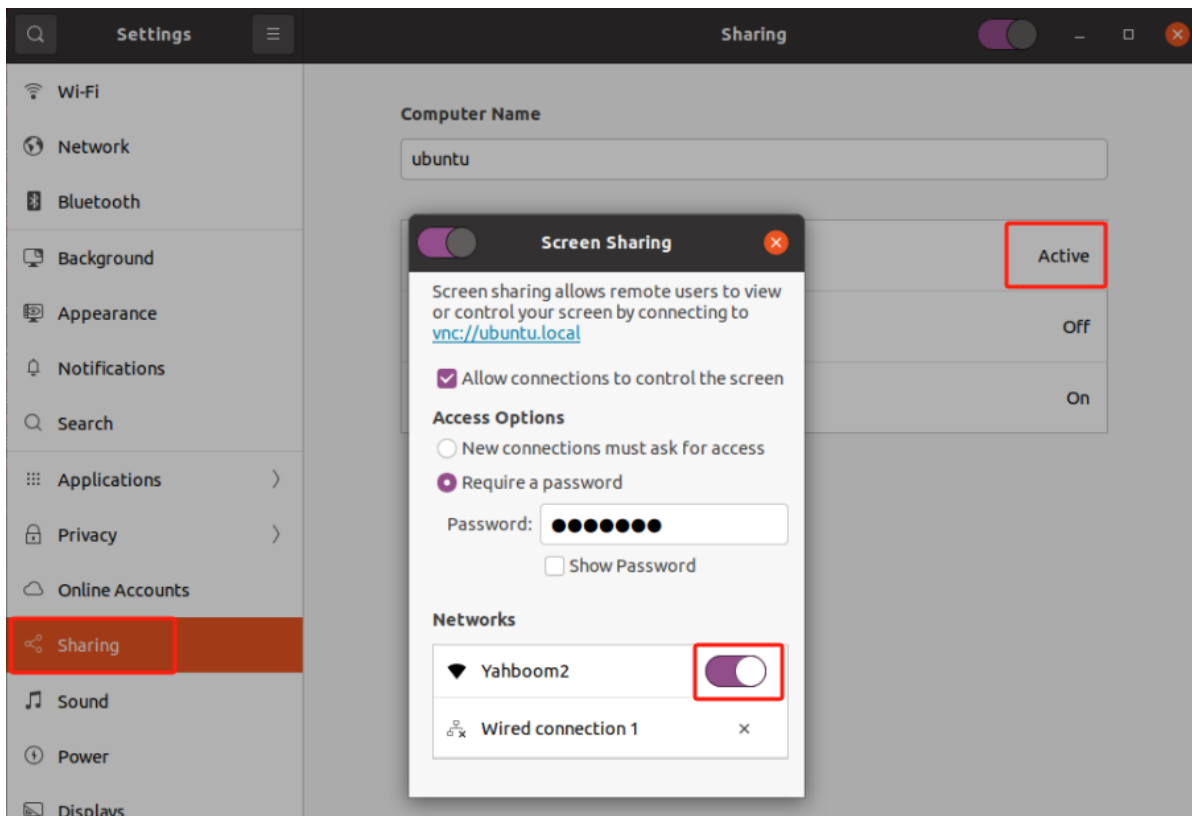 Settings
Sharing
Wi-Fi
Network
Bluetooth
Background
Appearance
Notifications
Search
Applications
Privacy
Online Accounts
Sharing
Sound
Power
Displays
Computer Name
ubuntu
Active
Off
On
Screen Sharing
Screen sharing allows remote users to view
or control your screen by connecting to
vnc://ubuntu.local
Allow connections to control the screen
Access Options
New connections must ask for access
Require a password
Password: ●●●●●●●
Show Password
Networks
Yahboom2
Wired connection 1